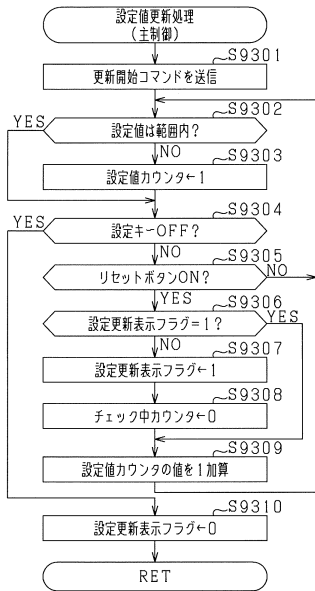 設定値更新処理
(主制御)
S9301
更新開始コマンドを送信
S9302
YES
設定値は範囲内?
NO
S9303
設定値カウンタ←1
S9304
YES
設定キーOFF?
NO
S9305
リセットボタンON?
NO
YES
S9306
設定更新表示フラグ=1?
YES
NO
S9307
設定更新表示フラグ←1
S9308
チェック中カウンタ←0
S9309
設定値カウンタの値を1加算
S9310
設定更新表示フラグ←0
RET